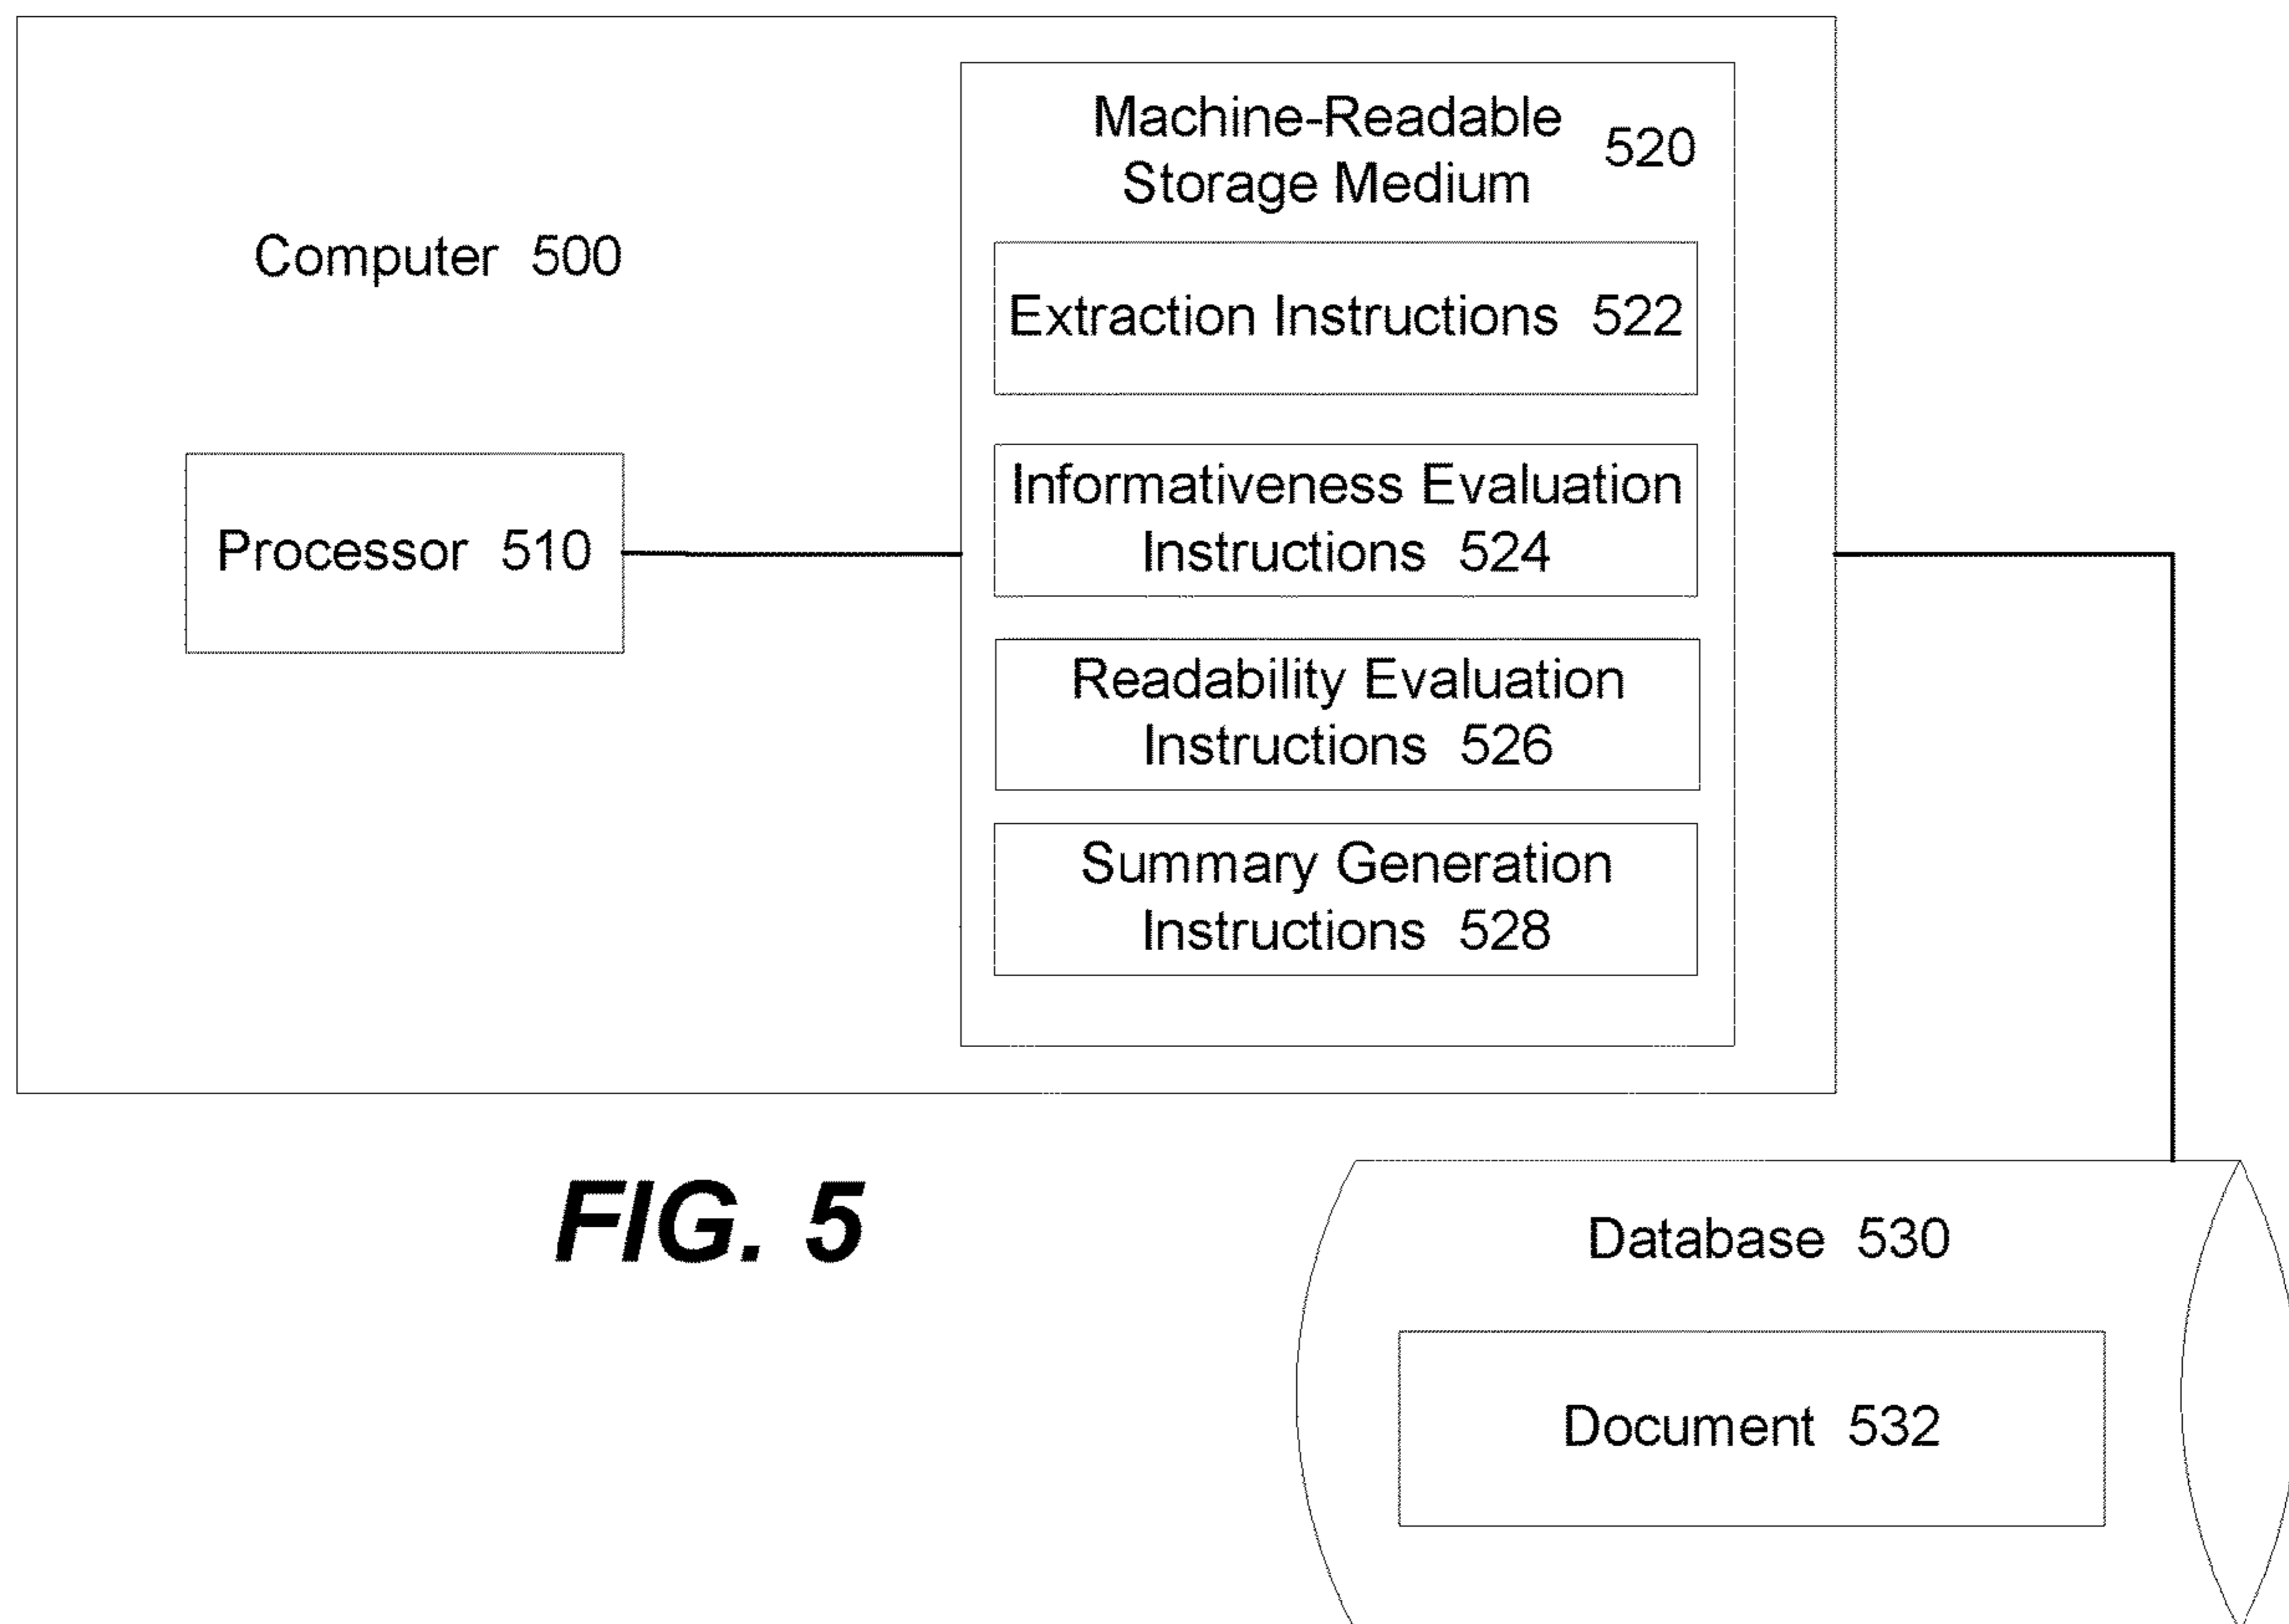 Machine-Readable
Storage Medium 520
Computer 500
Extraction Instructions 522
Informativeness Evaluation
Instructions 524
Processor 510
Readability Evaluation
Instructions 526
Summary Generation
Instructions 528
FIG. 5
Database 530
Document 532